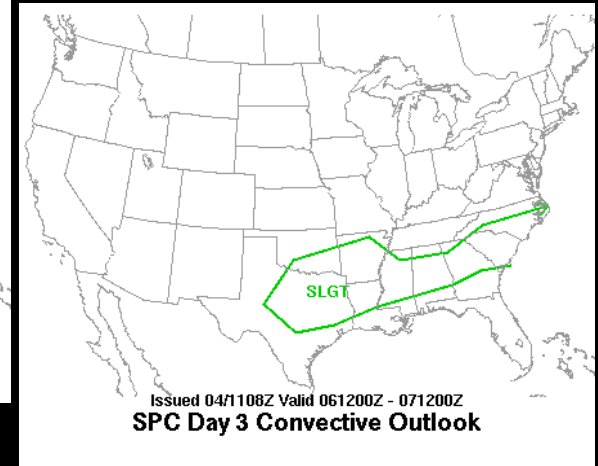 SLGT
Issued 04/1108Z Valid 061200Z - 071200Z
SPC Day 3 Convective Outlook